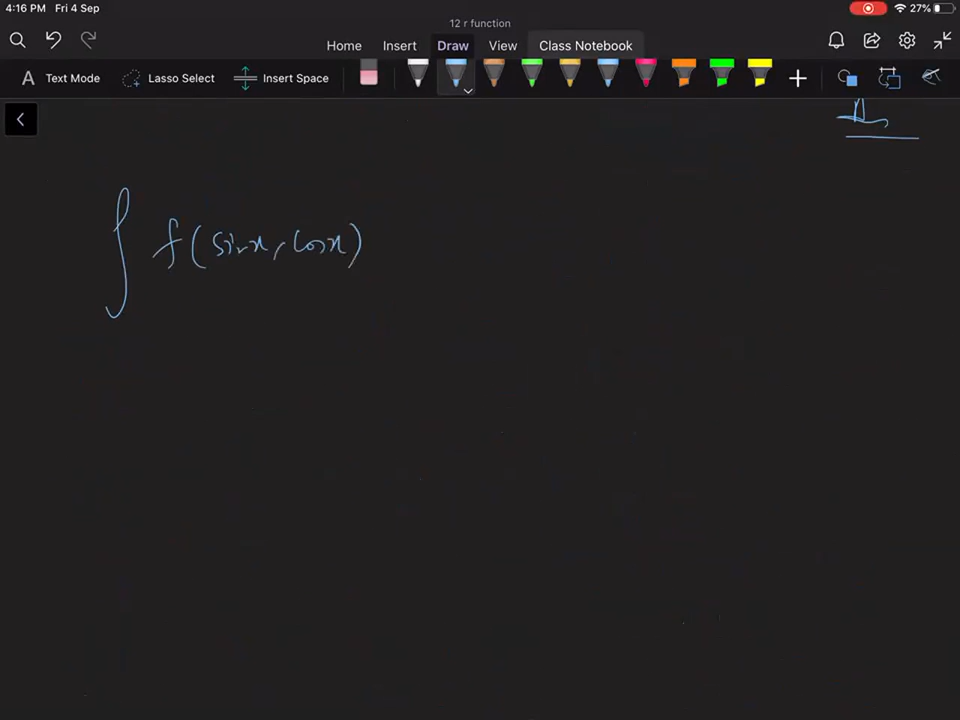 4:16 PM Fri 4 Sep
27%
12 r function
Home Insert Draw View Class Notebook
A Text Mode Lasso Select Insert Space
∫ f(sinx, cosx)